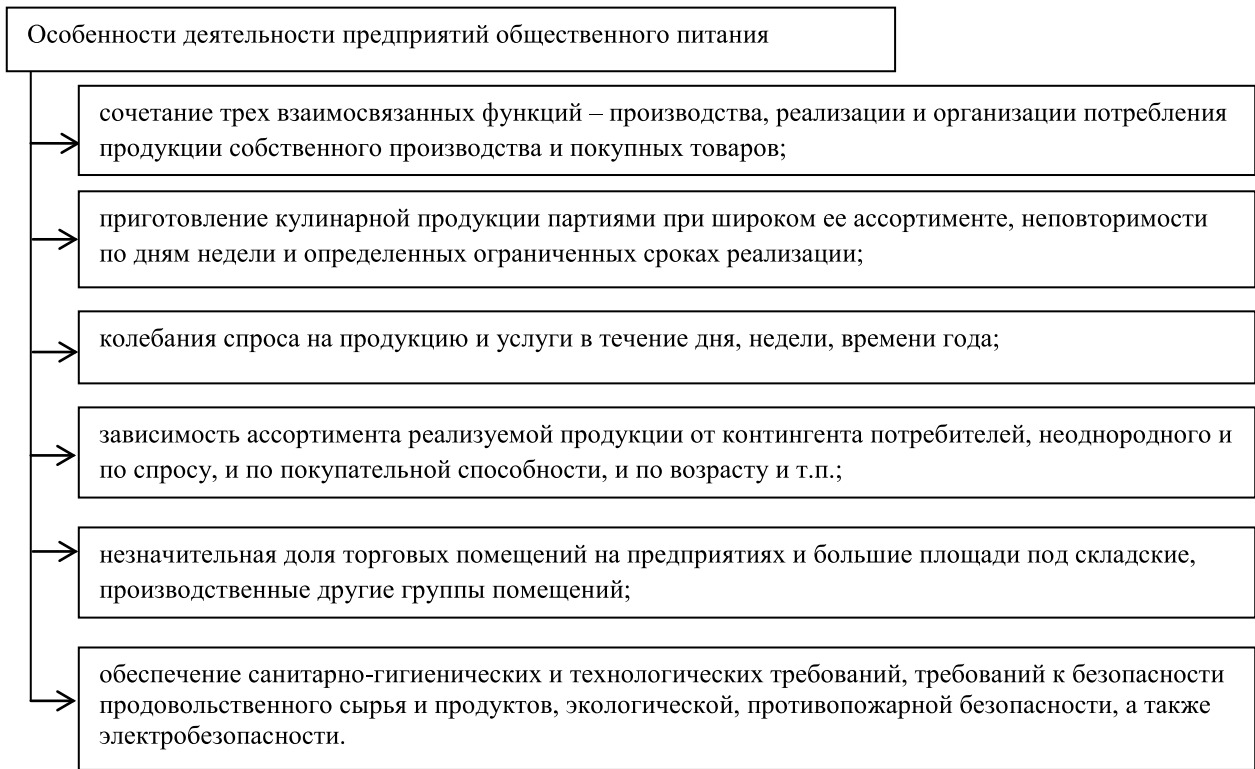 Особенности деятельности предприятий общественного питания
сочетание трех взаимосвязанных функций – производства, реализации и организации потребления
продукции собственного производства и покупных товаров;
приготовление кулинарной продукции партиями при широком ее ассортименте, неповторимости
по дням недели и определенных ограниченных сроках реализации;
колебания спроса на продукцию и услуги в течение дня, недели, времени года;
зависимость ассортимента реализуемой продукции от контингента потребителей, неоднородного и
по спросу, и по покупательной способности, и по возрасту и т.п.;
незначительная доля торговых помещений на предприятиях и большие площади под складские,
производственные другие группы помещений;
обеспечение санитарно-гигиенических и технологических требований, требований к безопасности
продовольственного сырья и продуктов, экологической, противопожарной безопасности, а также
электробезопасности.